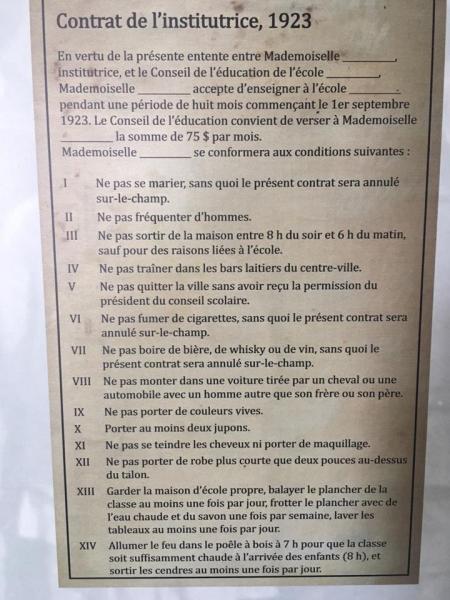 Contrat de l'institutrice, 1923
En vertu de la présente entente entre Mademoiselle __________,
institutrice, et le Conseil de l'éducation de l'école __________,
Mademoiselle __________ accepte d'enseigner à l'école __________.
pendant une période de huit mois commençant le 1er septembre
1923. Le Conseil de l'éducation convient de verser à Mademoiselle
__________ la somme de 75 $ par mois.
Mademoiselle __________ se conformera aux conditions suivantes :
I Ne pas se marier, sans quoi le présent contrat sera annulé
sur-le-champ.
II Ne pas fréquenter d'hommes.
III Ne pas sortir de la maison entre 8 h du soir et 6 h du matin,
sauf pour des raisons liées à l'école.
IV Ne pas traîner dans les bars laitiers du centre-ville.
V Ne pas quitter la ville sans avoir reçu la permission du
président du conseil scolaire.
VI Ne pas fumer de cigarettes, sans quoi le présent contrat sera
annulé sur-le-champ.
VII Ne pas boire de bière, de whisky ou de vin, sans quoi le
présent contrat sera annulé sur-le-champ.
VIII Ne pas monter dans une voiture tirée par un cheval ou une
automobile avec un homme autre que son frère ou son père.
IX Ne pas porter de couleurs vives.
X Porter au moins deux jupons.
XI Ne pas se teindre les cheveux ni porter de maquillage.
XII Ne pas porter de robe plus courte que deux pouces au-dessus
du talon.
XIII Garder la maison d'école propre, balayer le plancher de la
classe au moins une fois par jour, frotter le plancher avec de
l'eau chaude et du savon une fois par semaine, laver les
tableaux au moins une fois par jour.
XIV Allumer le feu dans le poêle à bois à 7 h pour que la classe
soit suffisamment chaude à l'arrivée des enfants (8 h), et
sortir les cendres au moins une fois par jour.